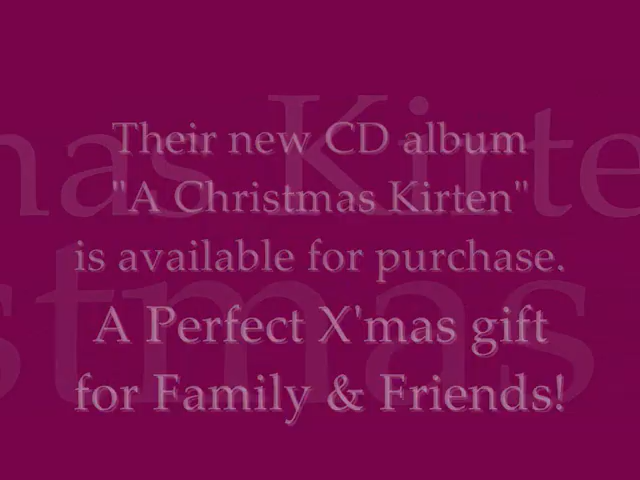 Their new CD album
"A Christmas Kirten"
is available for purchase.
A Perfect X'mas gift
for Family & Friends!